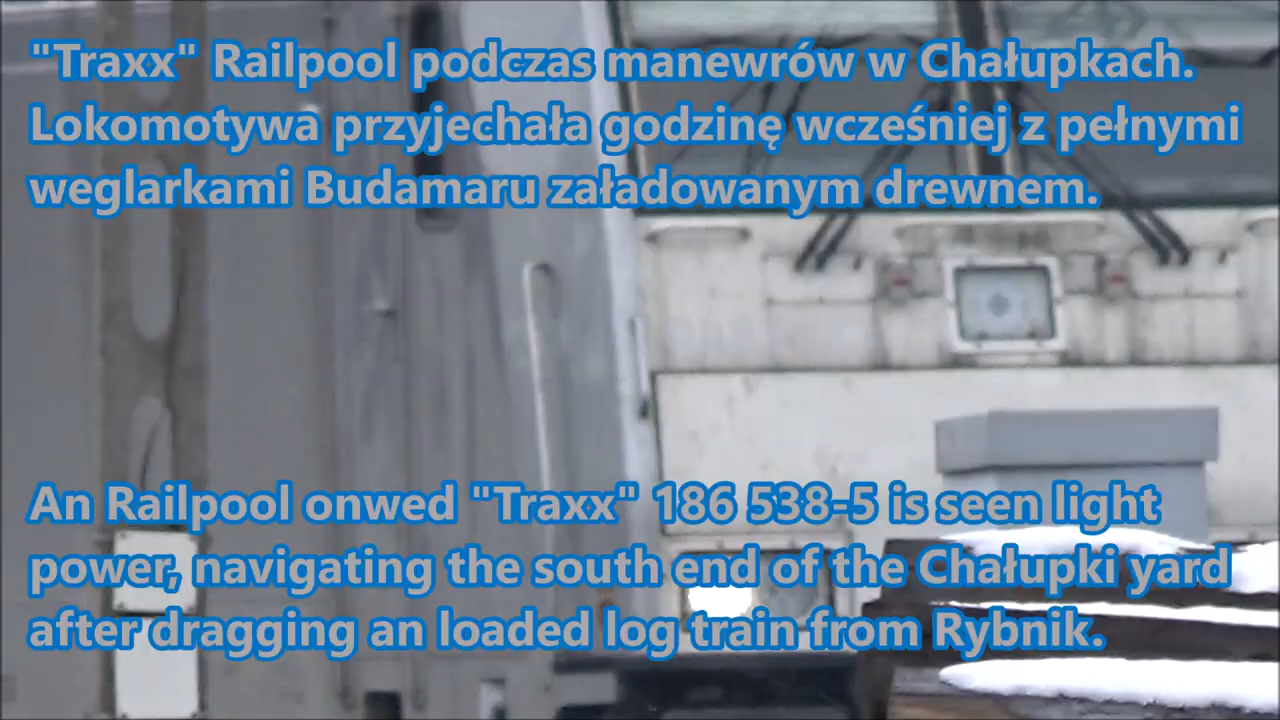 "Traxx" Railpool podczas manewrów w Chałupkach.
Lokomotywa przyjechała godzinę wcześniej z pełnymi
weglarkami Budamaru załadowanym drewnem.
An Railpool onwed "Traxx" 186 538-5 is seen light
power, navigating the south end of the Chałupki yard
after dragging an loaded log train from Rybnik.